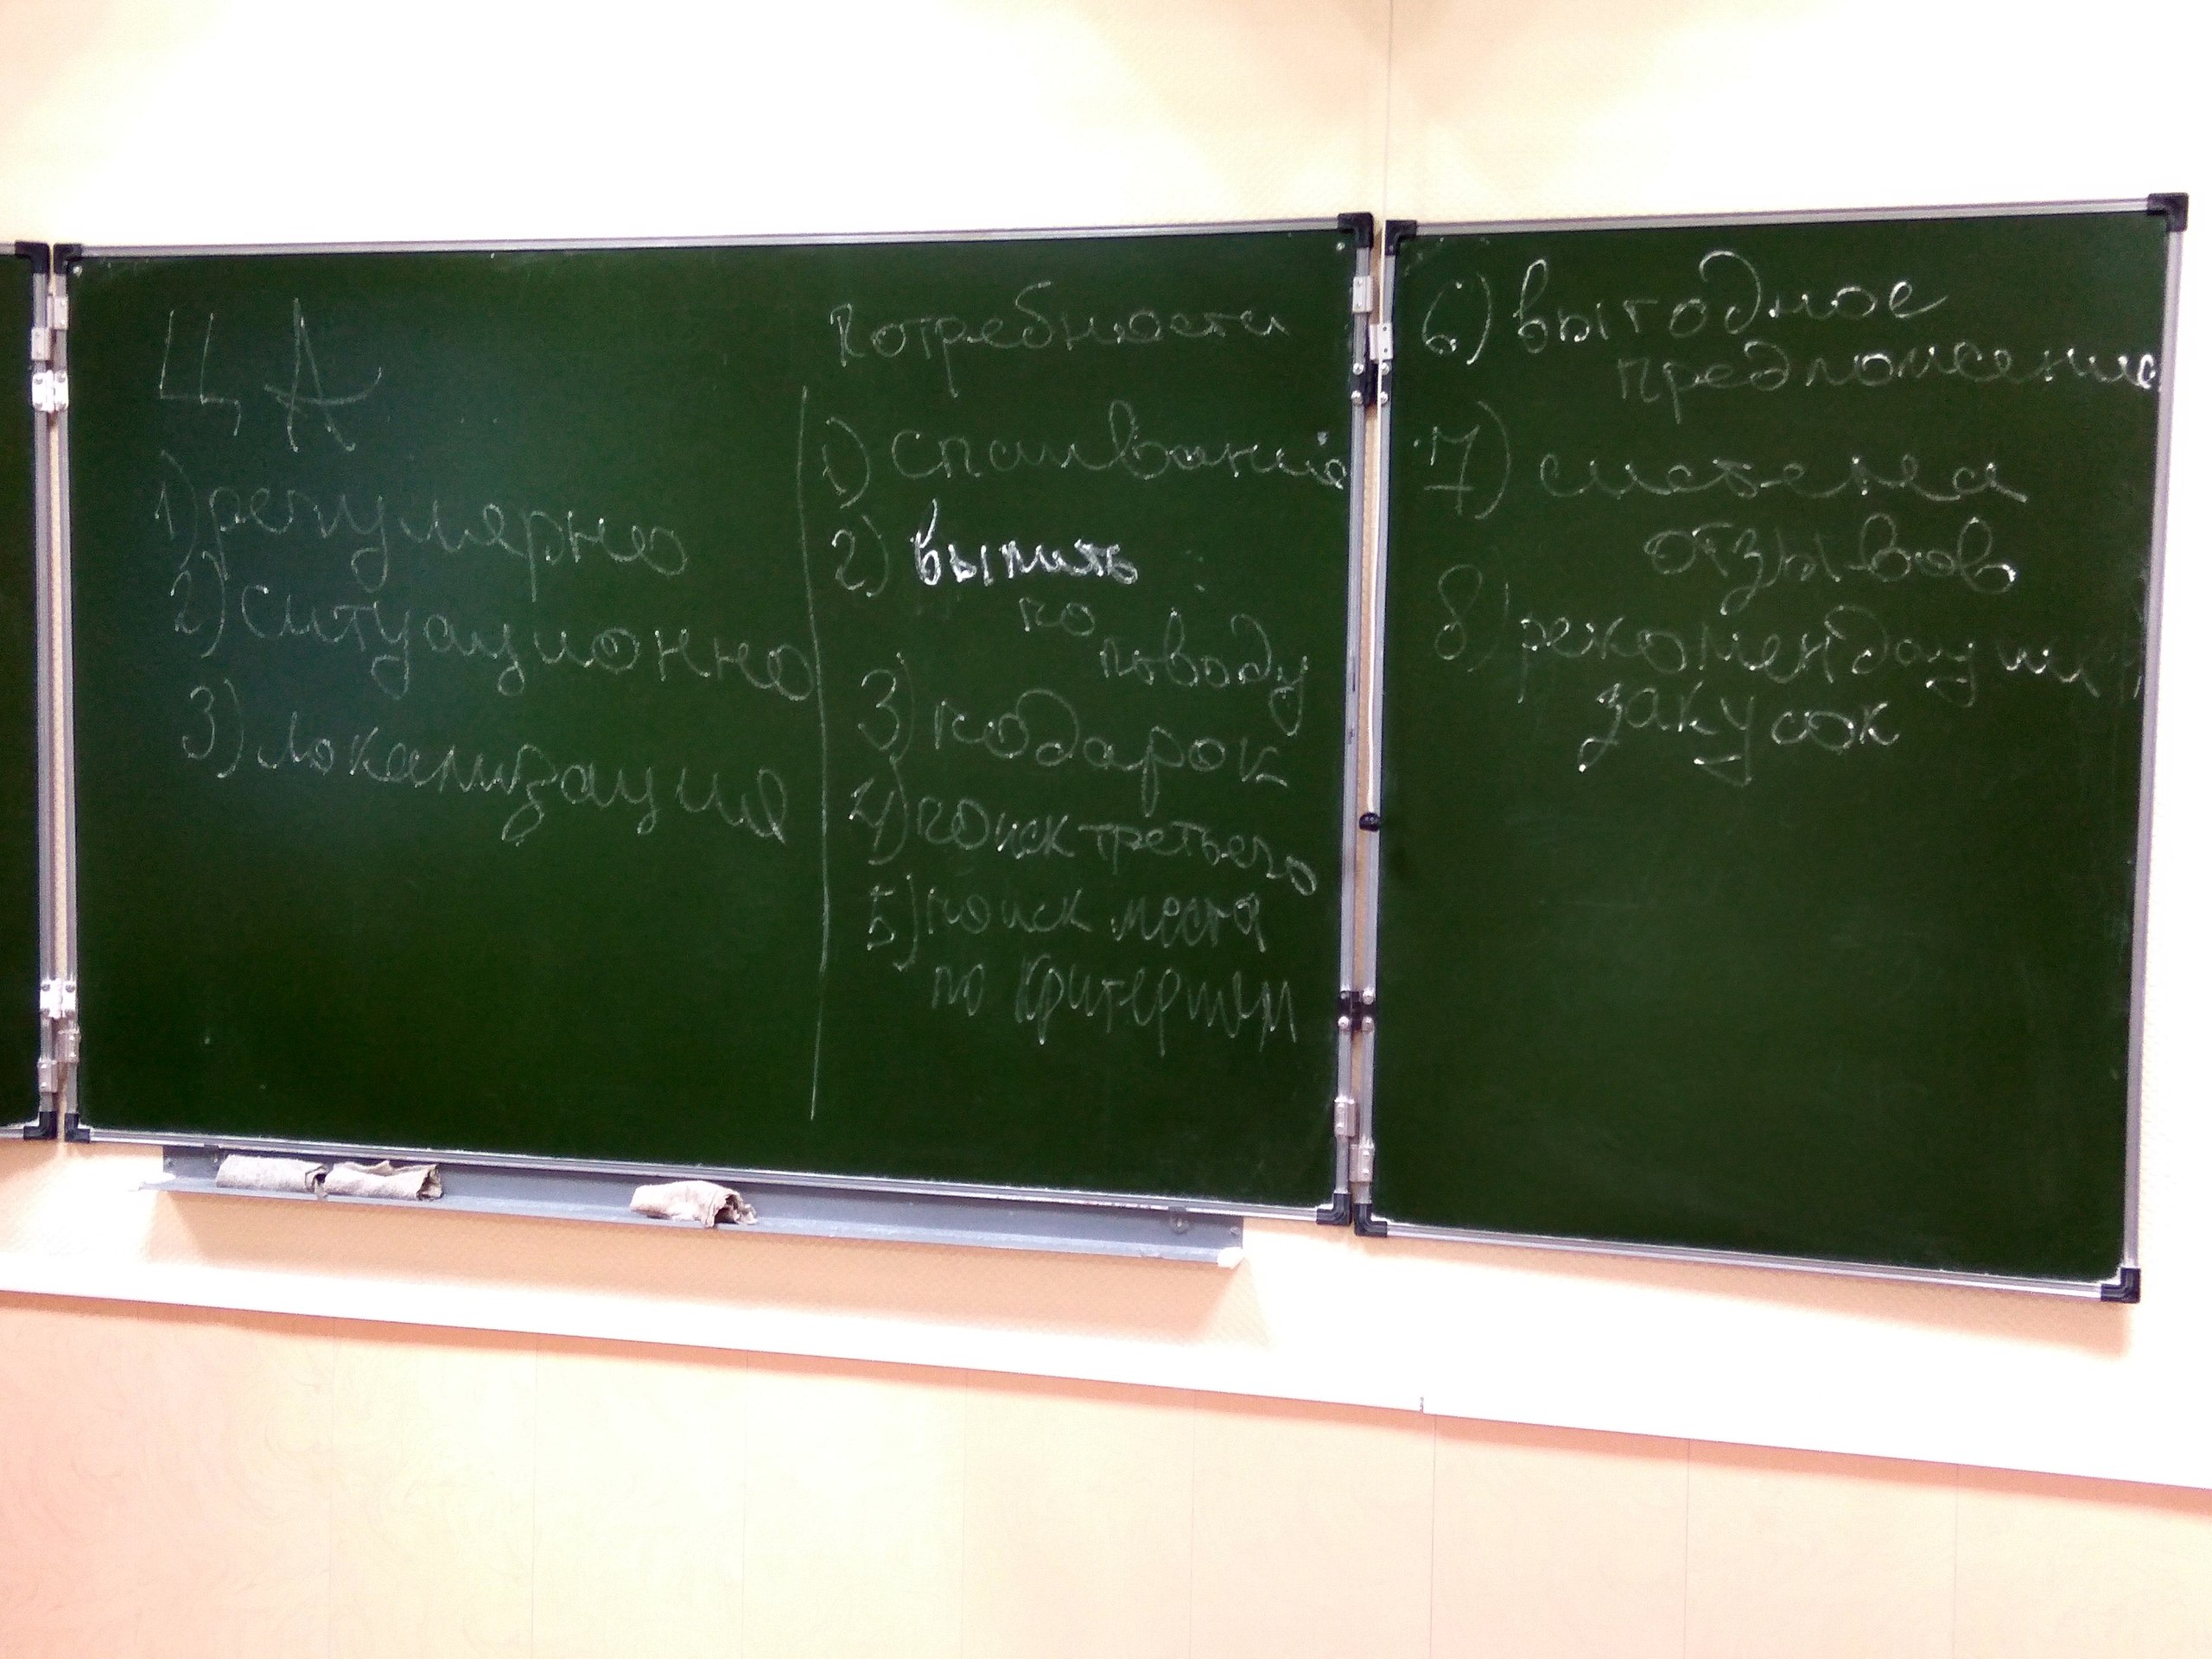 ЦА
1) регулярно
2) ситуационно
3) локализация
Потребности
1) спаивание
2) выпить
по
поводу
3) подарок
4) поиск третьего
5) поиск места
по критериям
6) выгодное
предложение
7) система
отзывов
8) рекомендации
закусок